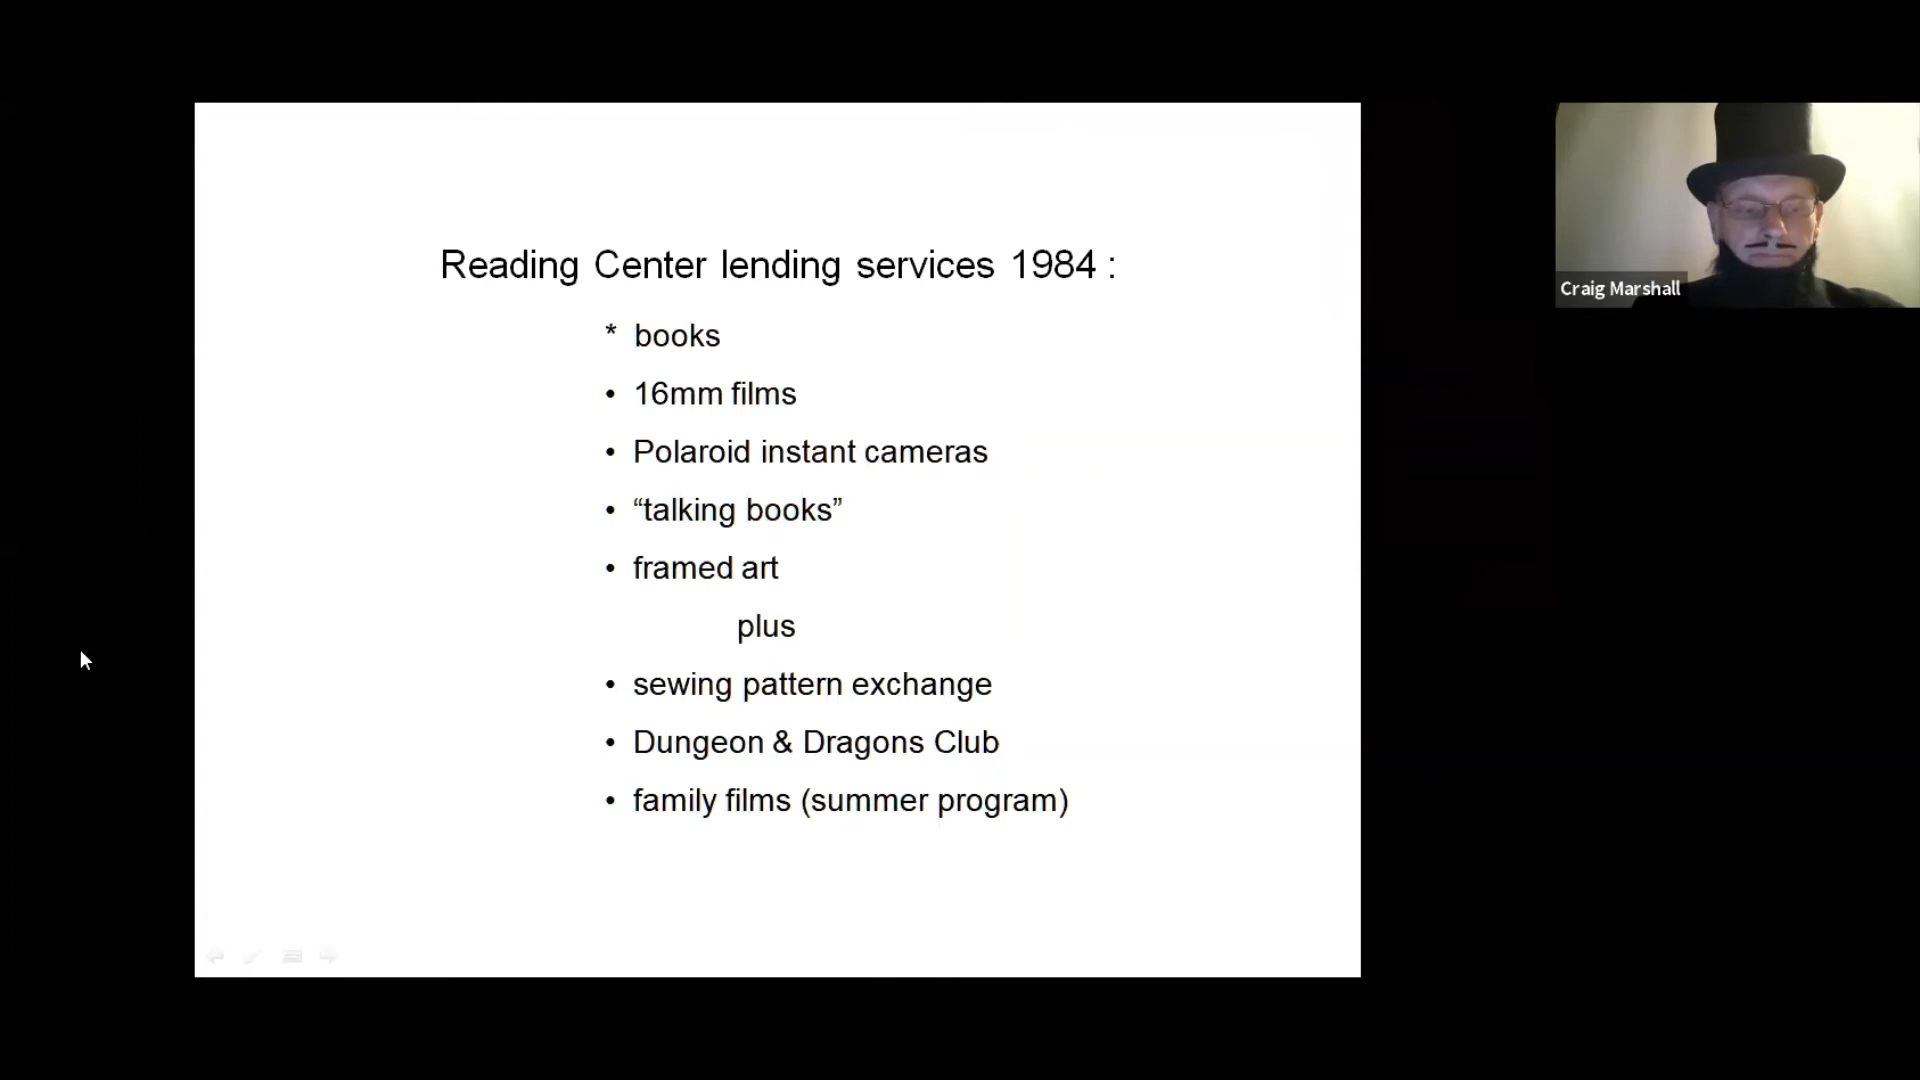 Reading Center lending services 1984 :
* books
• 16mm films
• Polaroid instant cameras
• “talking books”
• framed art
plus
• sewing pattern exchange
• Dungeon & Dragons Club
• family films (summer program)
Craig Marshall